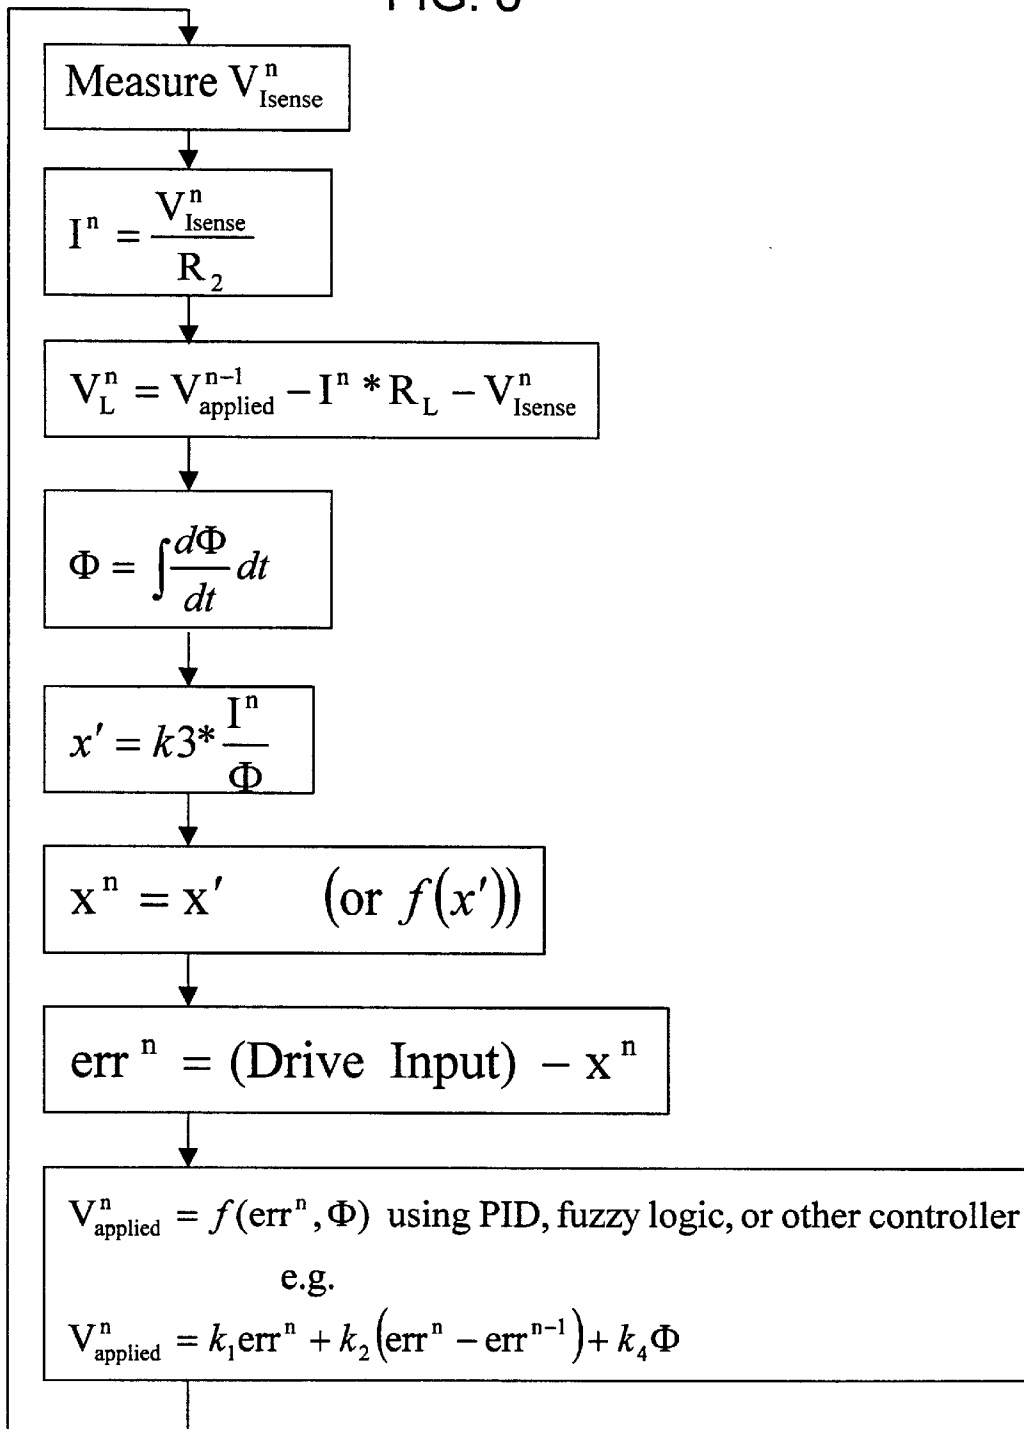 Measure V^n_Isense
I^n = V^n_Isense / R_2
V^n_L = V^{n-1}_applied − I^n * R_L − V^n_Isense
Φ = ∫ dΦ/dt dt
x′ = k3* I^n / Φ
x^n = x′ (or f(x′))
err^n = (Drive Input) − x^n
V^n_applied = f(err^n, Φ) using PID, fuzzy logic, or other controller
e.g.
V^n_applied = k_1 err^n + k_2 (err^n − err^{n-1}) + k_4 Φ